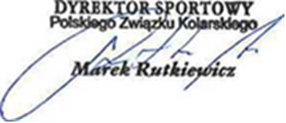 DYREKTOR SPORTOWY
Polskiego Związku Kolarskiego
Marek Rutkiewicz